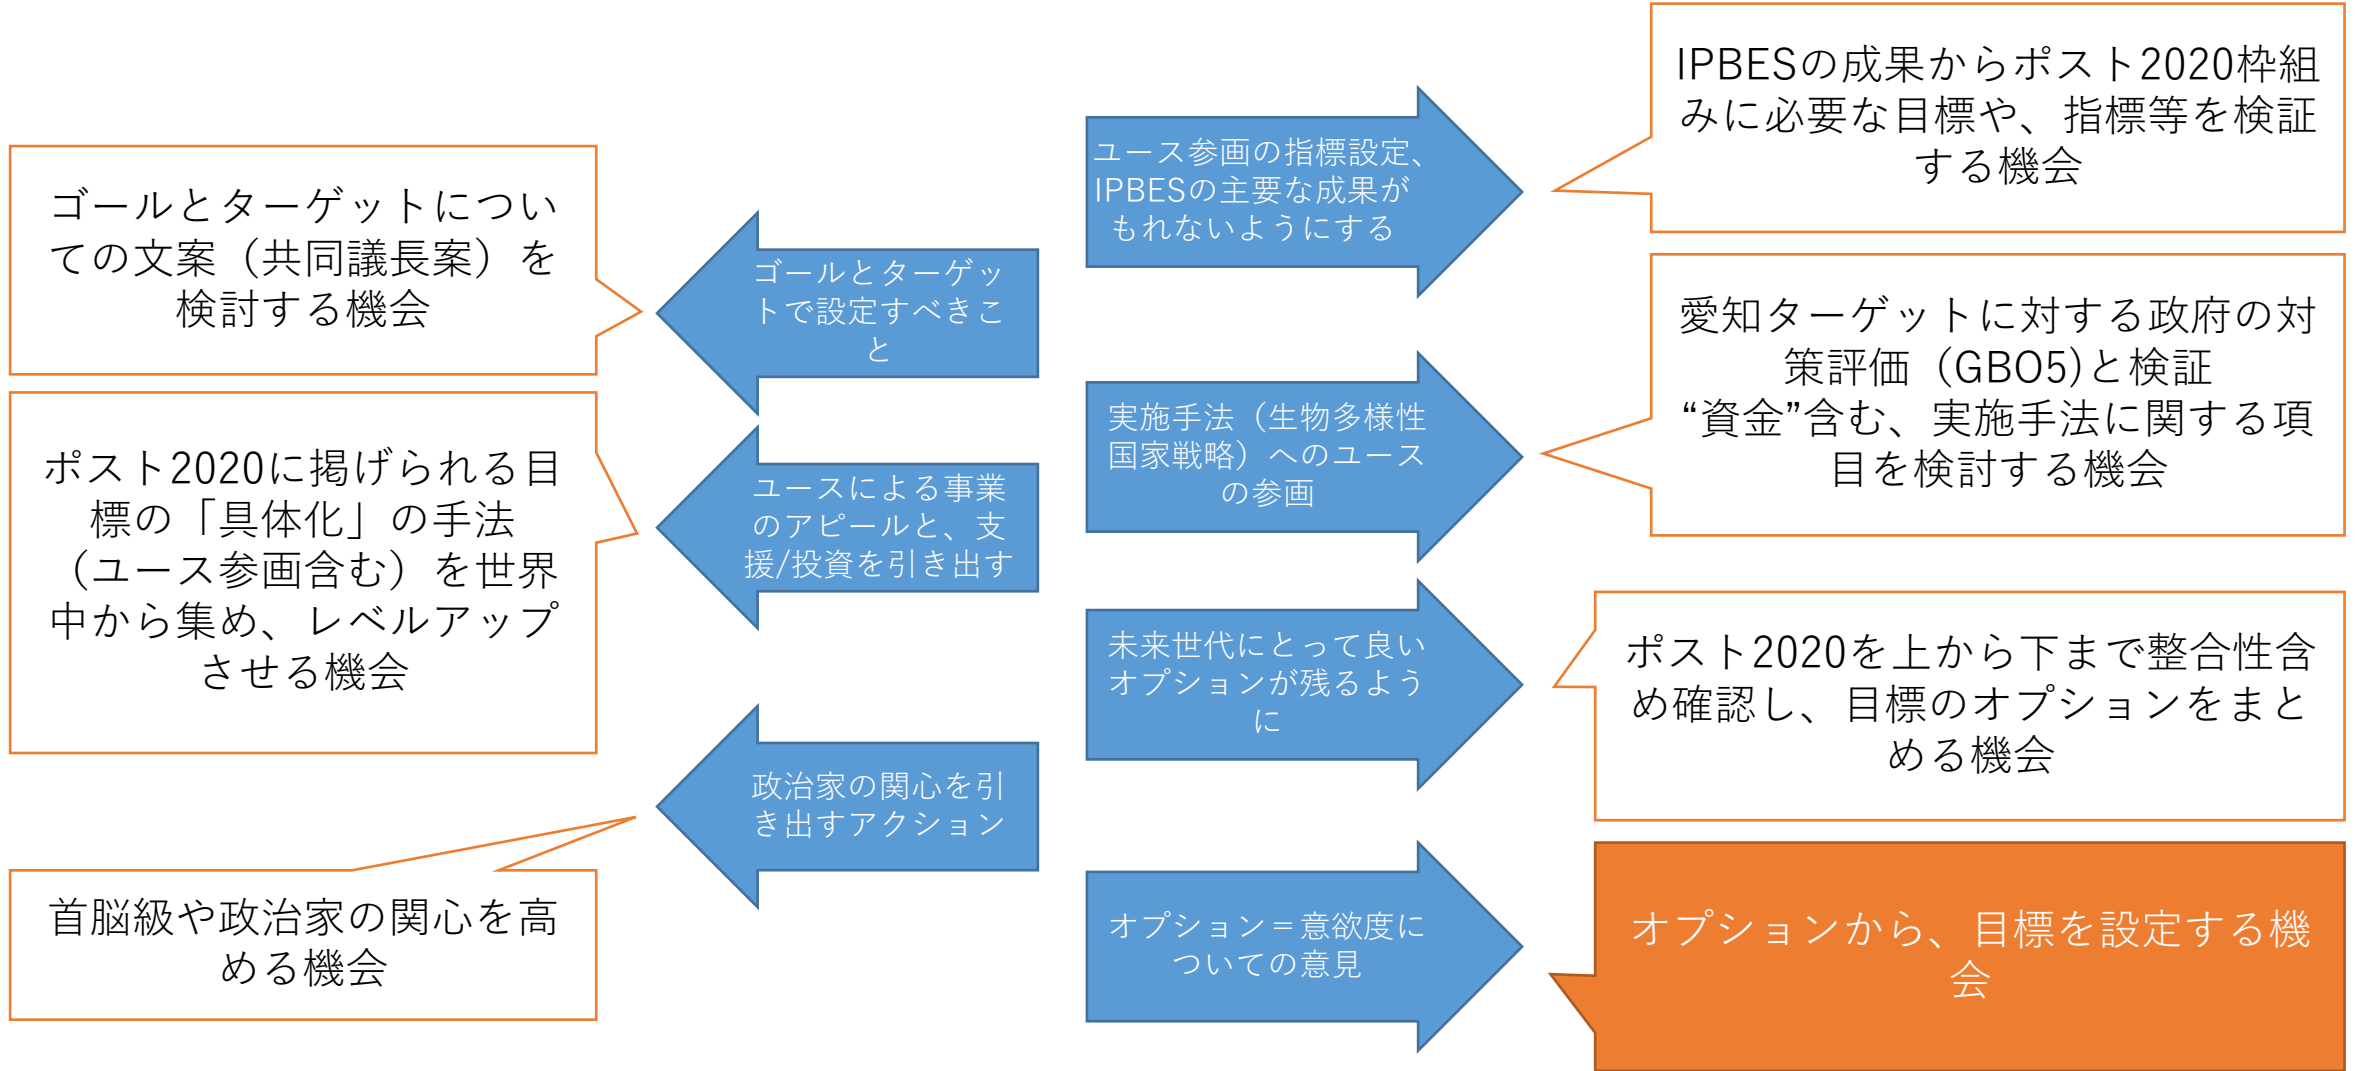 ゴールとターゲットについ
ての文案（共同議長案）を
検討する機会
ポスト2020に掲げられる目
標の「具体化」の手法
（ユース参画含む）を世界
中から集め、レベルアップ
させる機会
首脳級や政治家の関心を高
める機会
ゴールとターゲッ
トで設定すべきこ
と
ユースによる事業
のアピールと、支
援/投資を引き出す
政治家の関心を引
き出すアクション
ユース参画の指標設定、
IPBESの主要な成果が
もれないようにする
実施手法（生物多様性
国家戦略）へのユース
の参画
未来世代にとって良い
オプションが残るよう
に
オプション＝意欲度に
ついての意見
IPBESの成果からポスト2020枠組
みに必要な目標や、指標等を検証
する機会
愛知ターゲットに対する政府の対
策評価（GBO5)と検証
“資金”含む、実施手法に関する項
目を検討する機会
ポスト2020を上から下まで整合性含
め確認し、目標のオプションをまと
める機会
オプションから、目標を設定する機
会